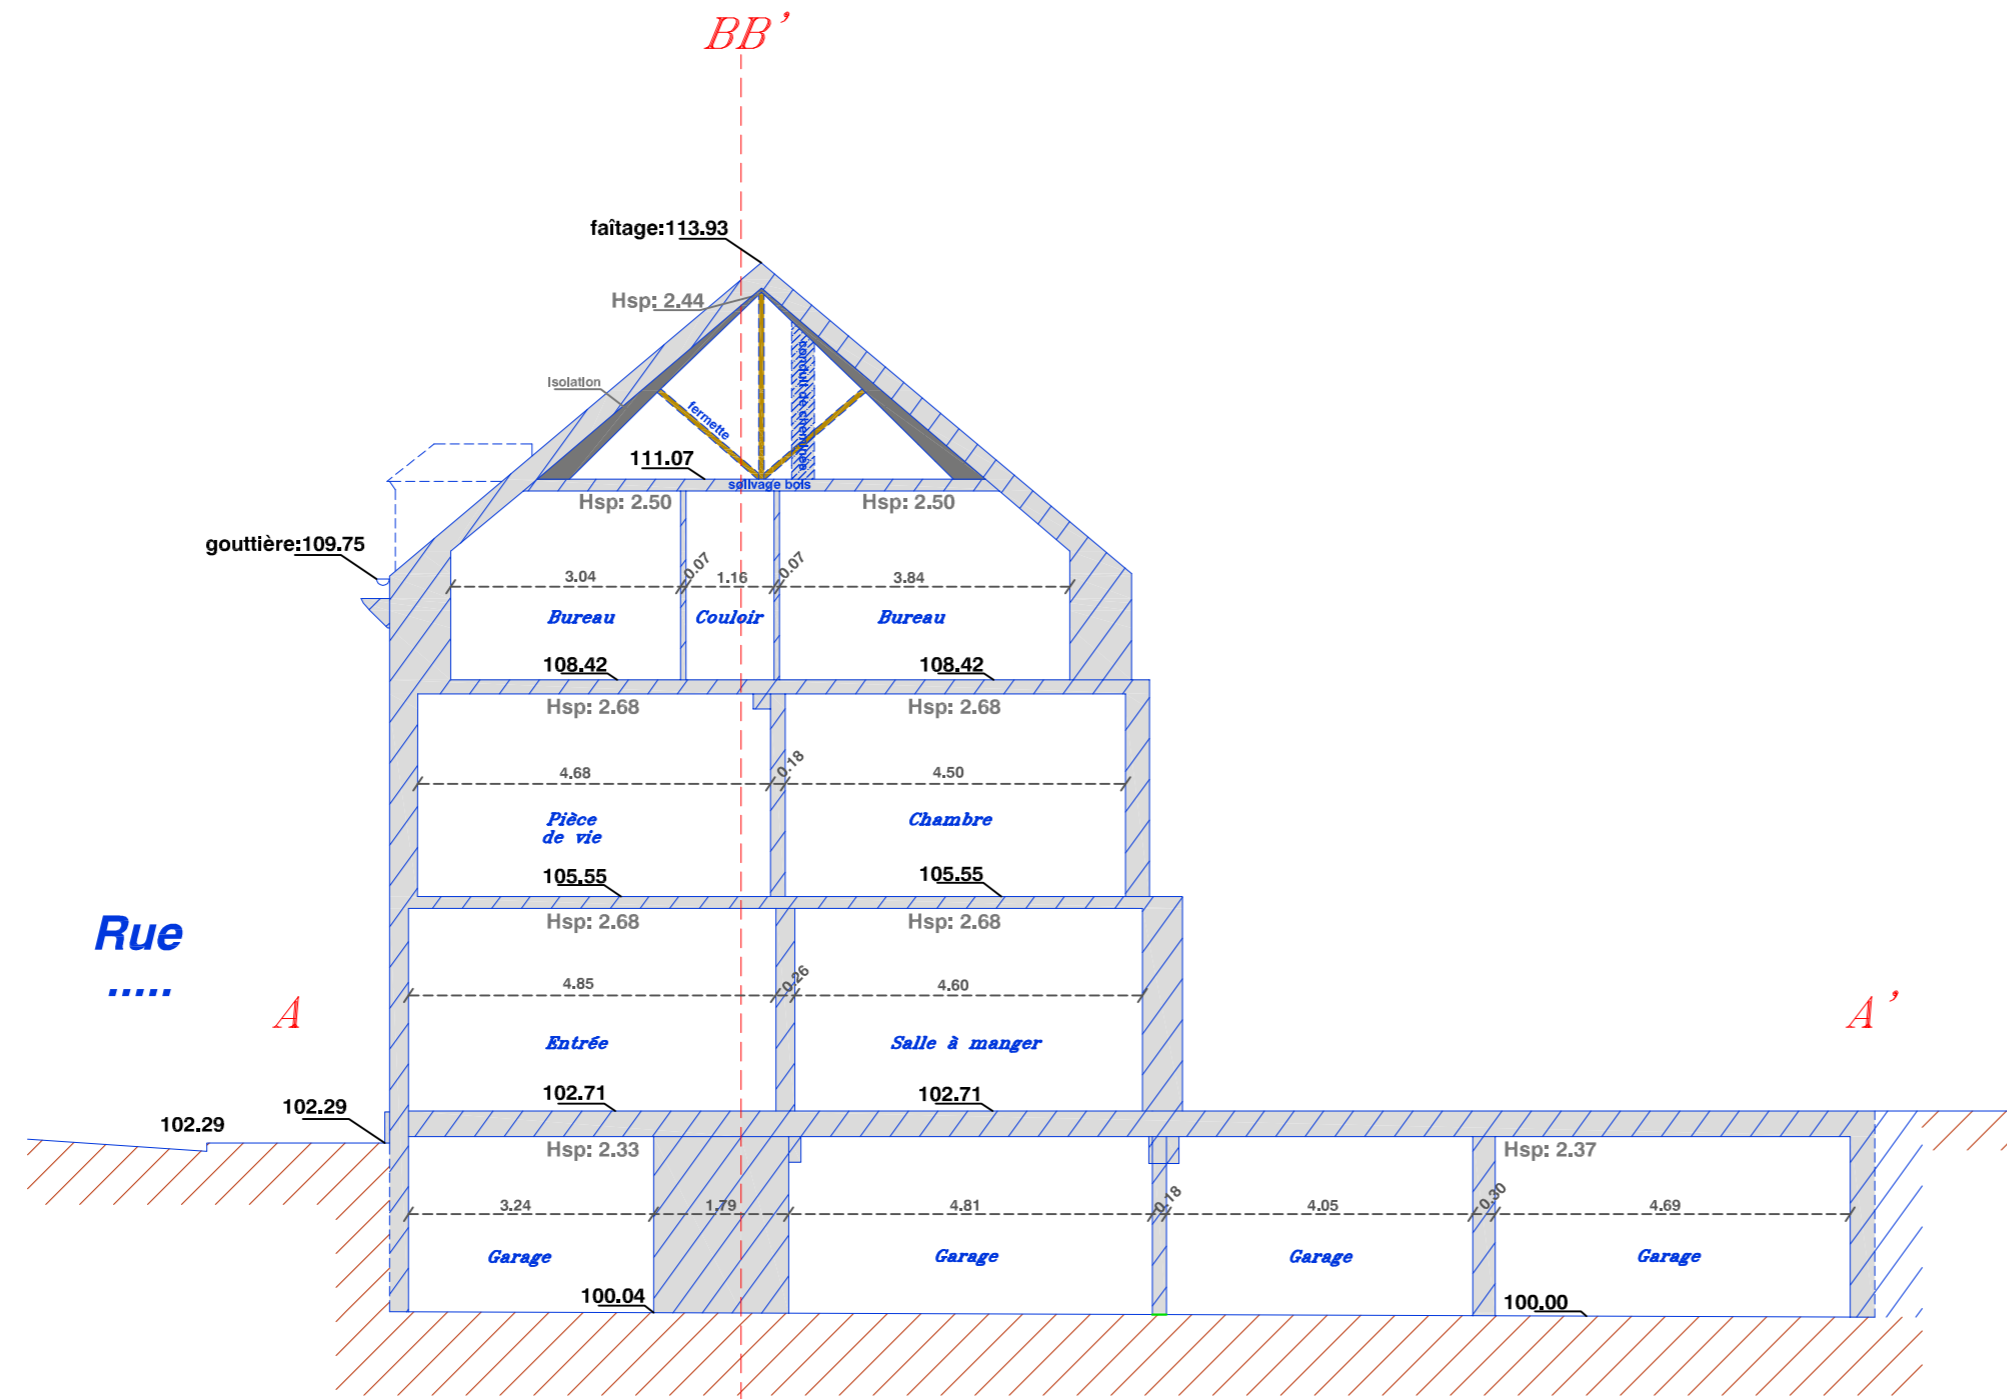 BB'
faîtage:113.93
Hsp: 2.44
Isolation
conduit de cheminée
fermette
111.07
solivage bois
Hsp: 2.50
Hsp: 2.50
gouttière:109.75
3.04
0.07
1.16
0.07
3.84
Bureau
Couloir
Bureau
108.42
108.42
Hsp: 2.68
Hsp: 2.68
4.68
0.18
4.50
Pièce
de vie
Chambre
105.55
105.55
Hsp: 2.68
Hsp: 2.68
Rue
.....
4.85
0.26
4.60
A
A'
Entrée
Salle à manger
102.71
102.71
102.29
102.29
Hsp: 2.33
Hsp: 2.37
3.24
1.79
4.81
0.18
4.05
0.30
4.69
Garage
Garage
Garage
Garage
100.04
100.00